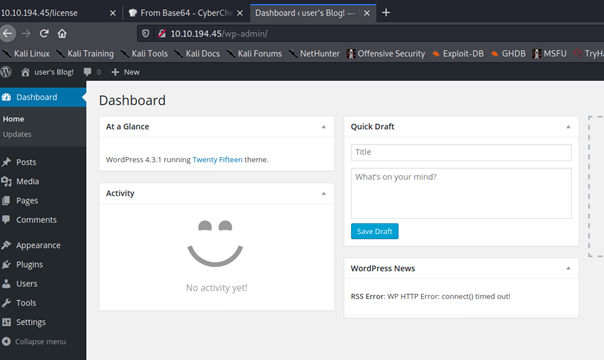 10.10.194.45/license
From Base64 - CyberChe
Dashboard ‹ user's Blog! —
10.10.194.45/wp-admin/
Kali Linux
Kali Training
Kali Tools
Kali Docs
Kali Forums
NetHunter
Offensive Security
Exploit-DB
GHDB
MSFU
TryHa
user's Blog!
0
New
Dashboard
Home
Updates
Posts
Media
Pages
Comments
Appearance
Plugins
Users
Tools
Settings
Collapse menu
Dashboard
At a Glance
WordPress 4.3.1 running Twenty Fifteen theme.
Activity
No activity yet!
Quick Draft
Title
What's on your mind?
Save Draft
WordPress News
RSS Error: WP HTTP Error: connect() timed out!